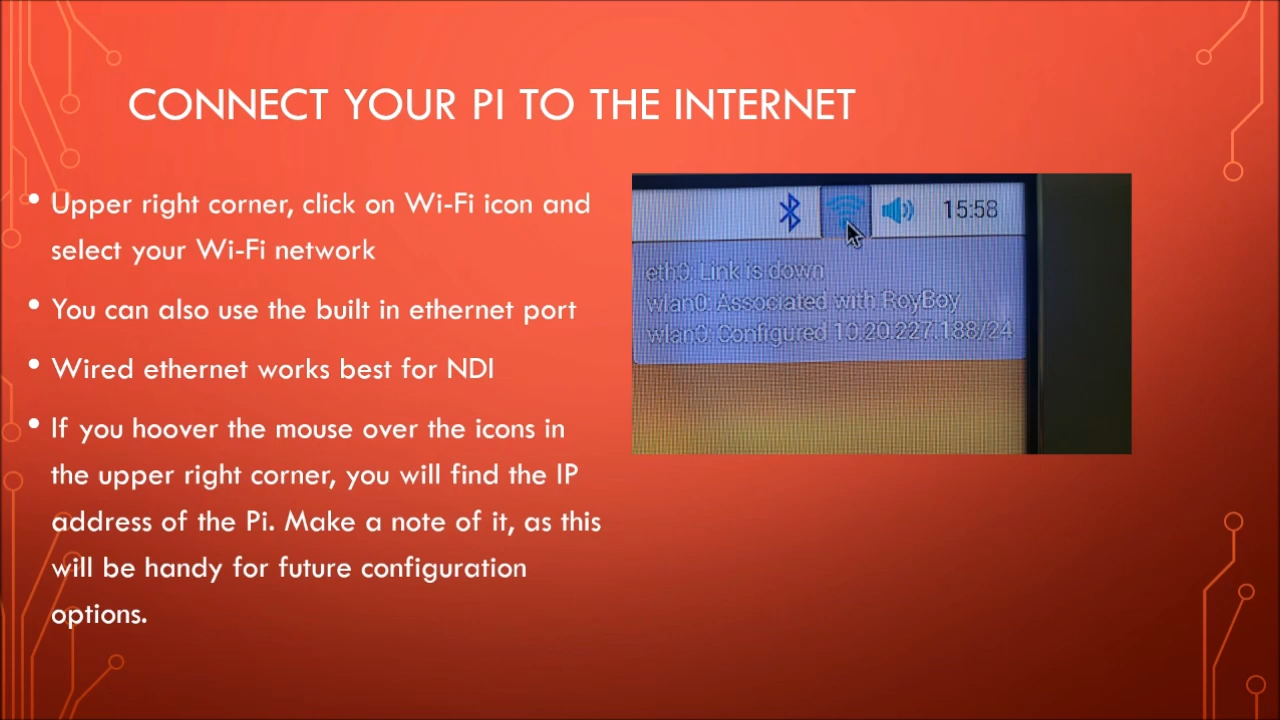 CONNECT YOUR PI TO THE INTERNET
• Upper right corner, click on Wi-Fi icon and
select your Wi-Fi network
• You can also use the built in ethernet port
• Wired ethernet works best for NDI
• If you hoover the mouse over the icons in
the upper right corner, you will find the IP
address of the Pi. Make a note of it, as this
will be handy for future configuration
options.
15:58
eth0: Link is down
wlan0: Associated with RoyBoy
wlan0: Configured 10.20.227.188/24